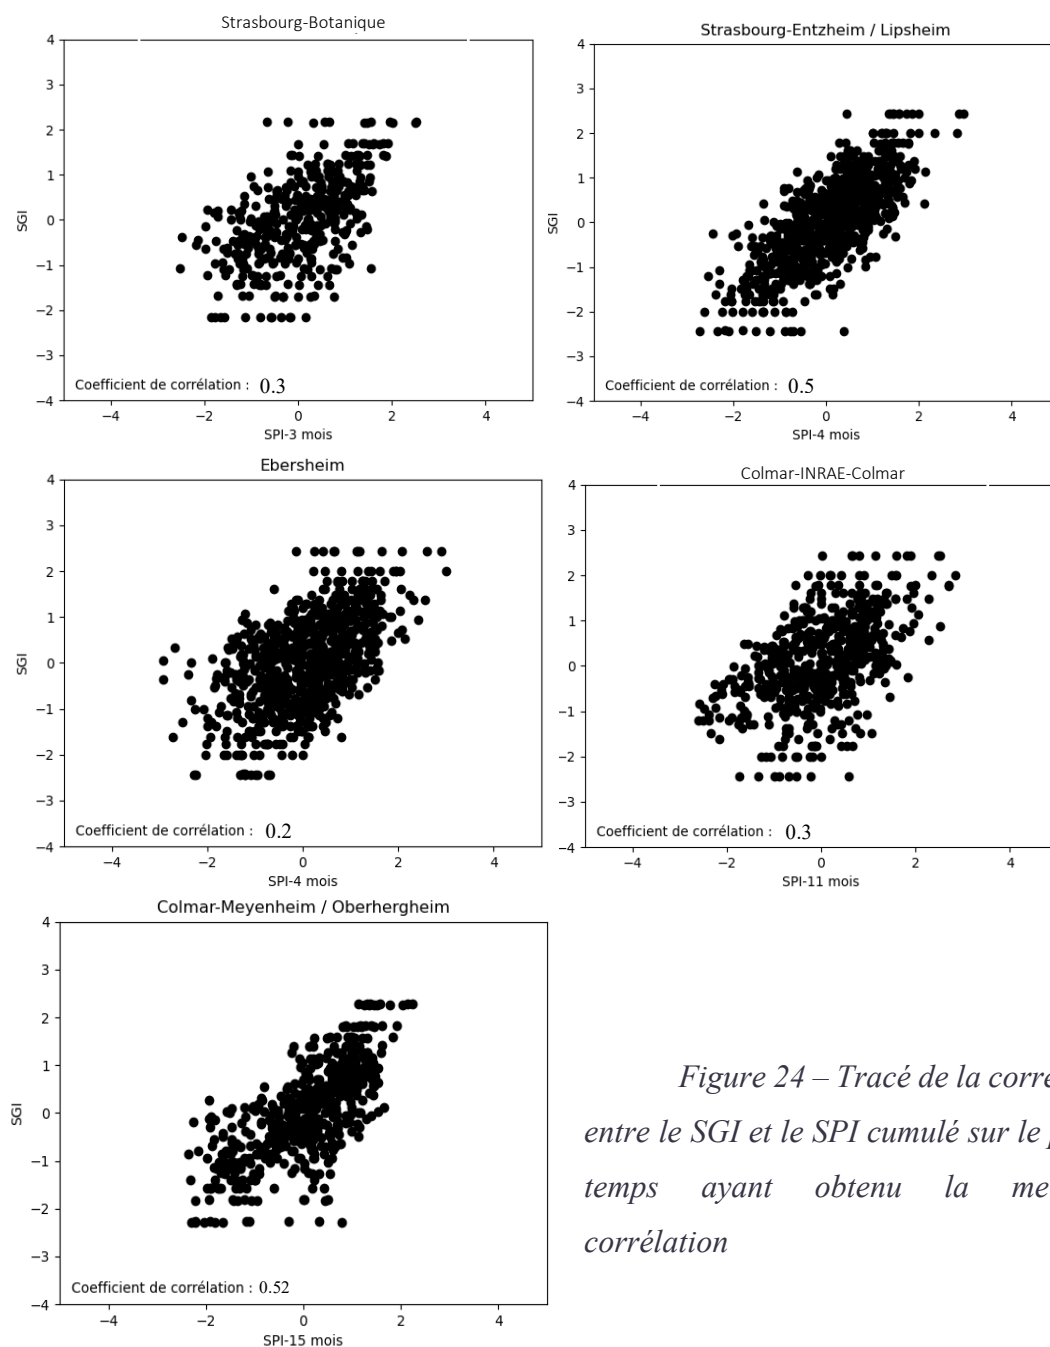 Strasbourg-Botanique
4
3
2
1
0
−1
−2
−3
−4
SGI
Coefficient de corrélation : 0.3
−4 −2 0 2 4
SPI-3 mois
Strasbourg-Entzheim / Lipsheim
4
3
2
1
0
−1
−2
−3
−4
SGI
Coefficient de corrélation : 0.5
−4 −2 0 2 4
SPI-4 mois
Ebersheim
4
3
2
1
0
−1
−2
−3
−4
SGI
Coefficient de corrélation : 0.2
−4 −2 0 2 4
SPI-4 mois
Colmar-INRAE-Colmar
4
3
2
1
0
−1
−2
−3
−4
Coefficient de corrélation : 0.3
−4 −2 0 2 4
SPI-11 mois
Colmar-Meyenheim / Oberhergheim
4
3
2
1
0
−1
−2
−3
−4
SGI
Coefficient de corrélation : 0.52
−4 −2 0 2 4
SPI-15 mois
Figure 24 – Tracé de la corré
entre le SGI et le SPI cumulé sur le
temps ayant obtenu la me
corrélation